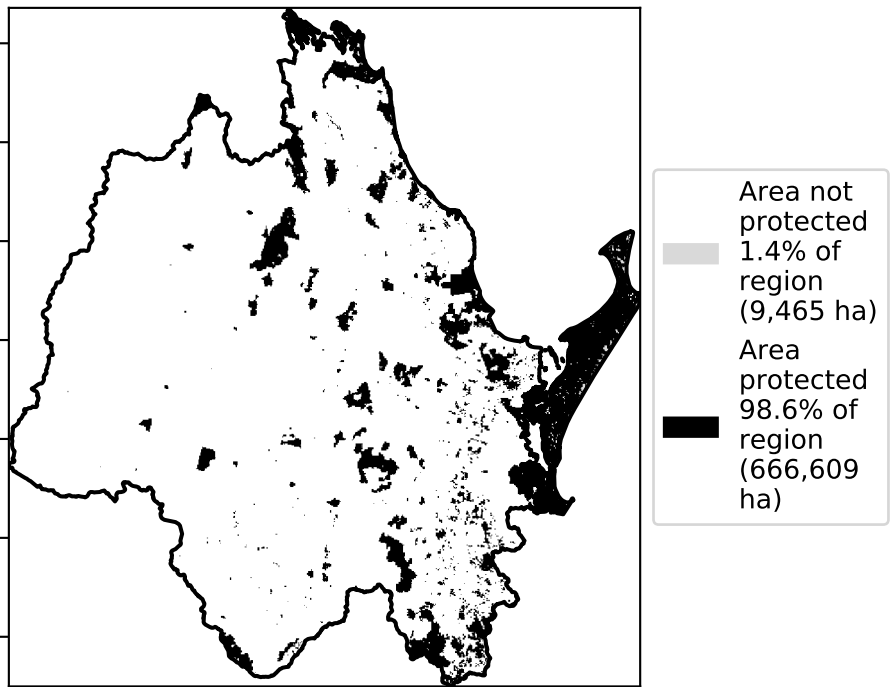 Area not
protected
1.4% of
region
(9,465 ha)
Area
protected
98.6% of
region
(666,609
ha)